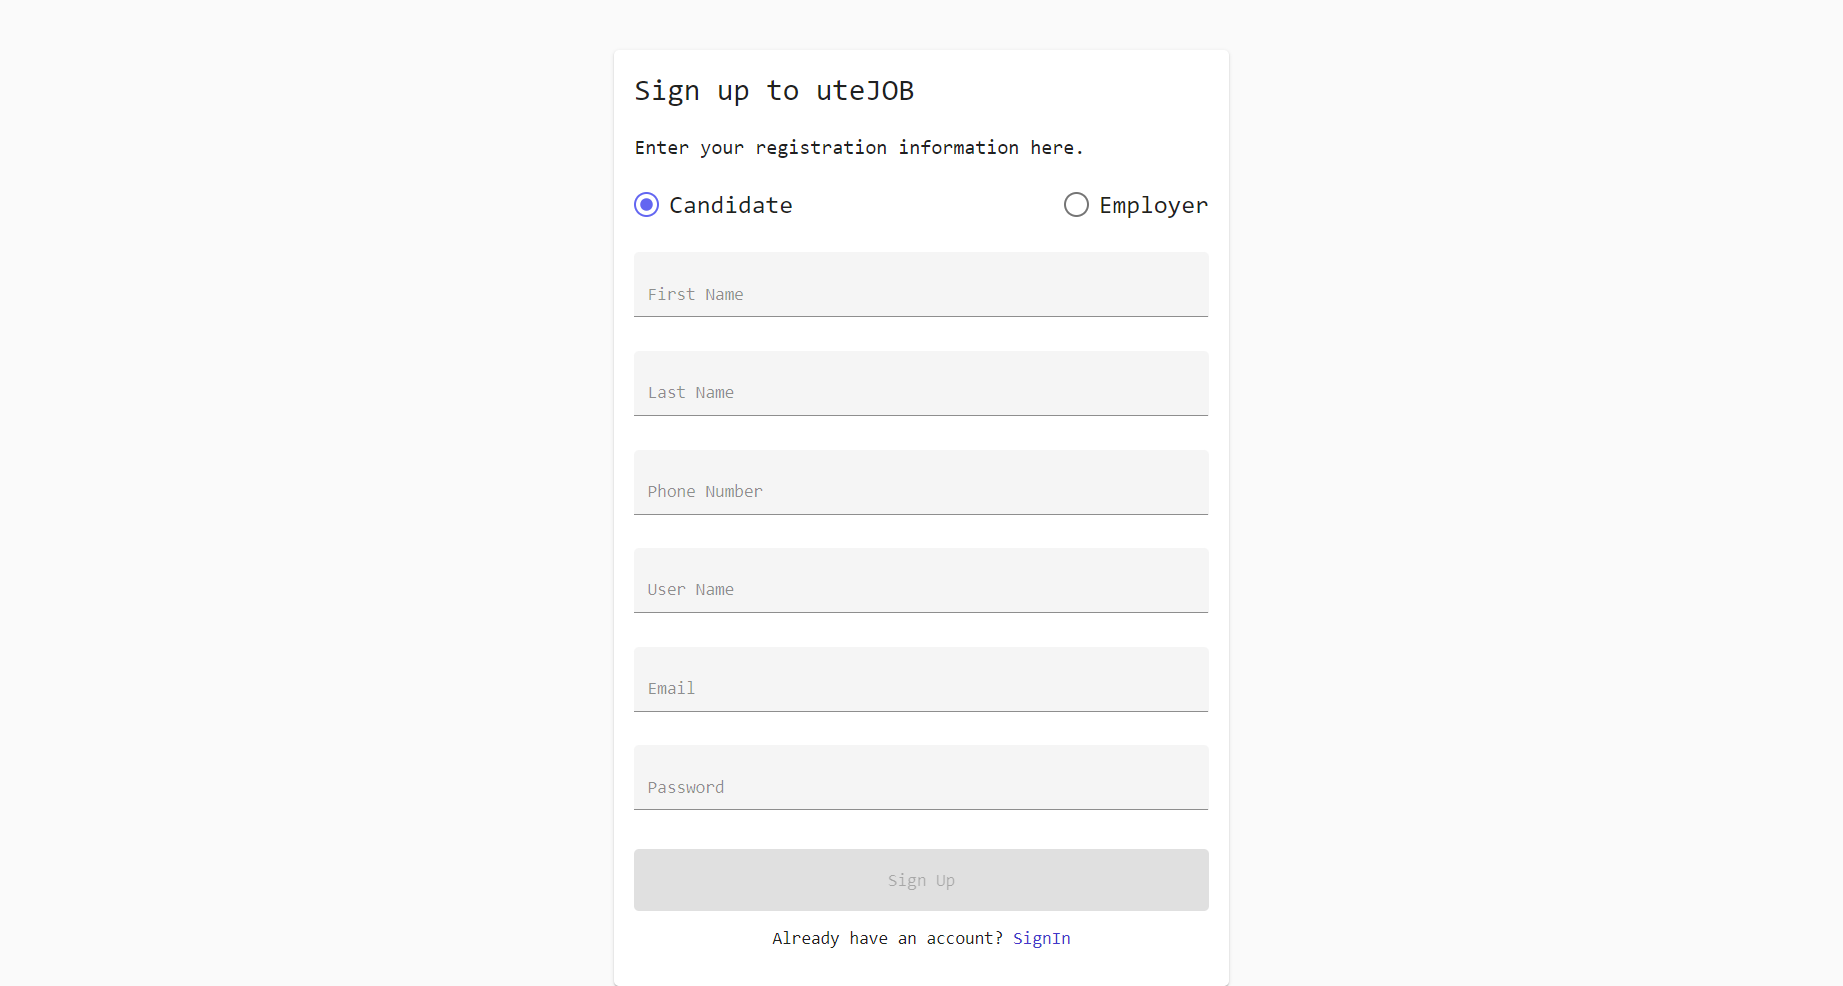 Sign up to uteJOB
Enter your registration information here.
Candidate Employer
First Name
Last Name
Phone Number
User Name
Email
Password
Sign Up
Already have an account? SignIn